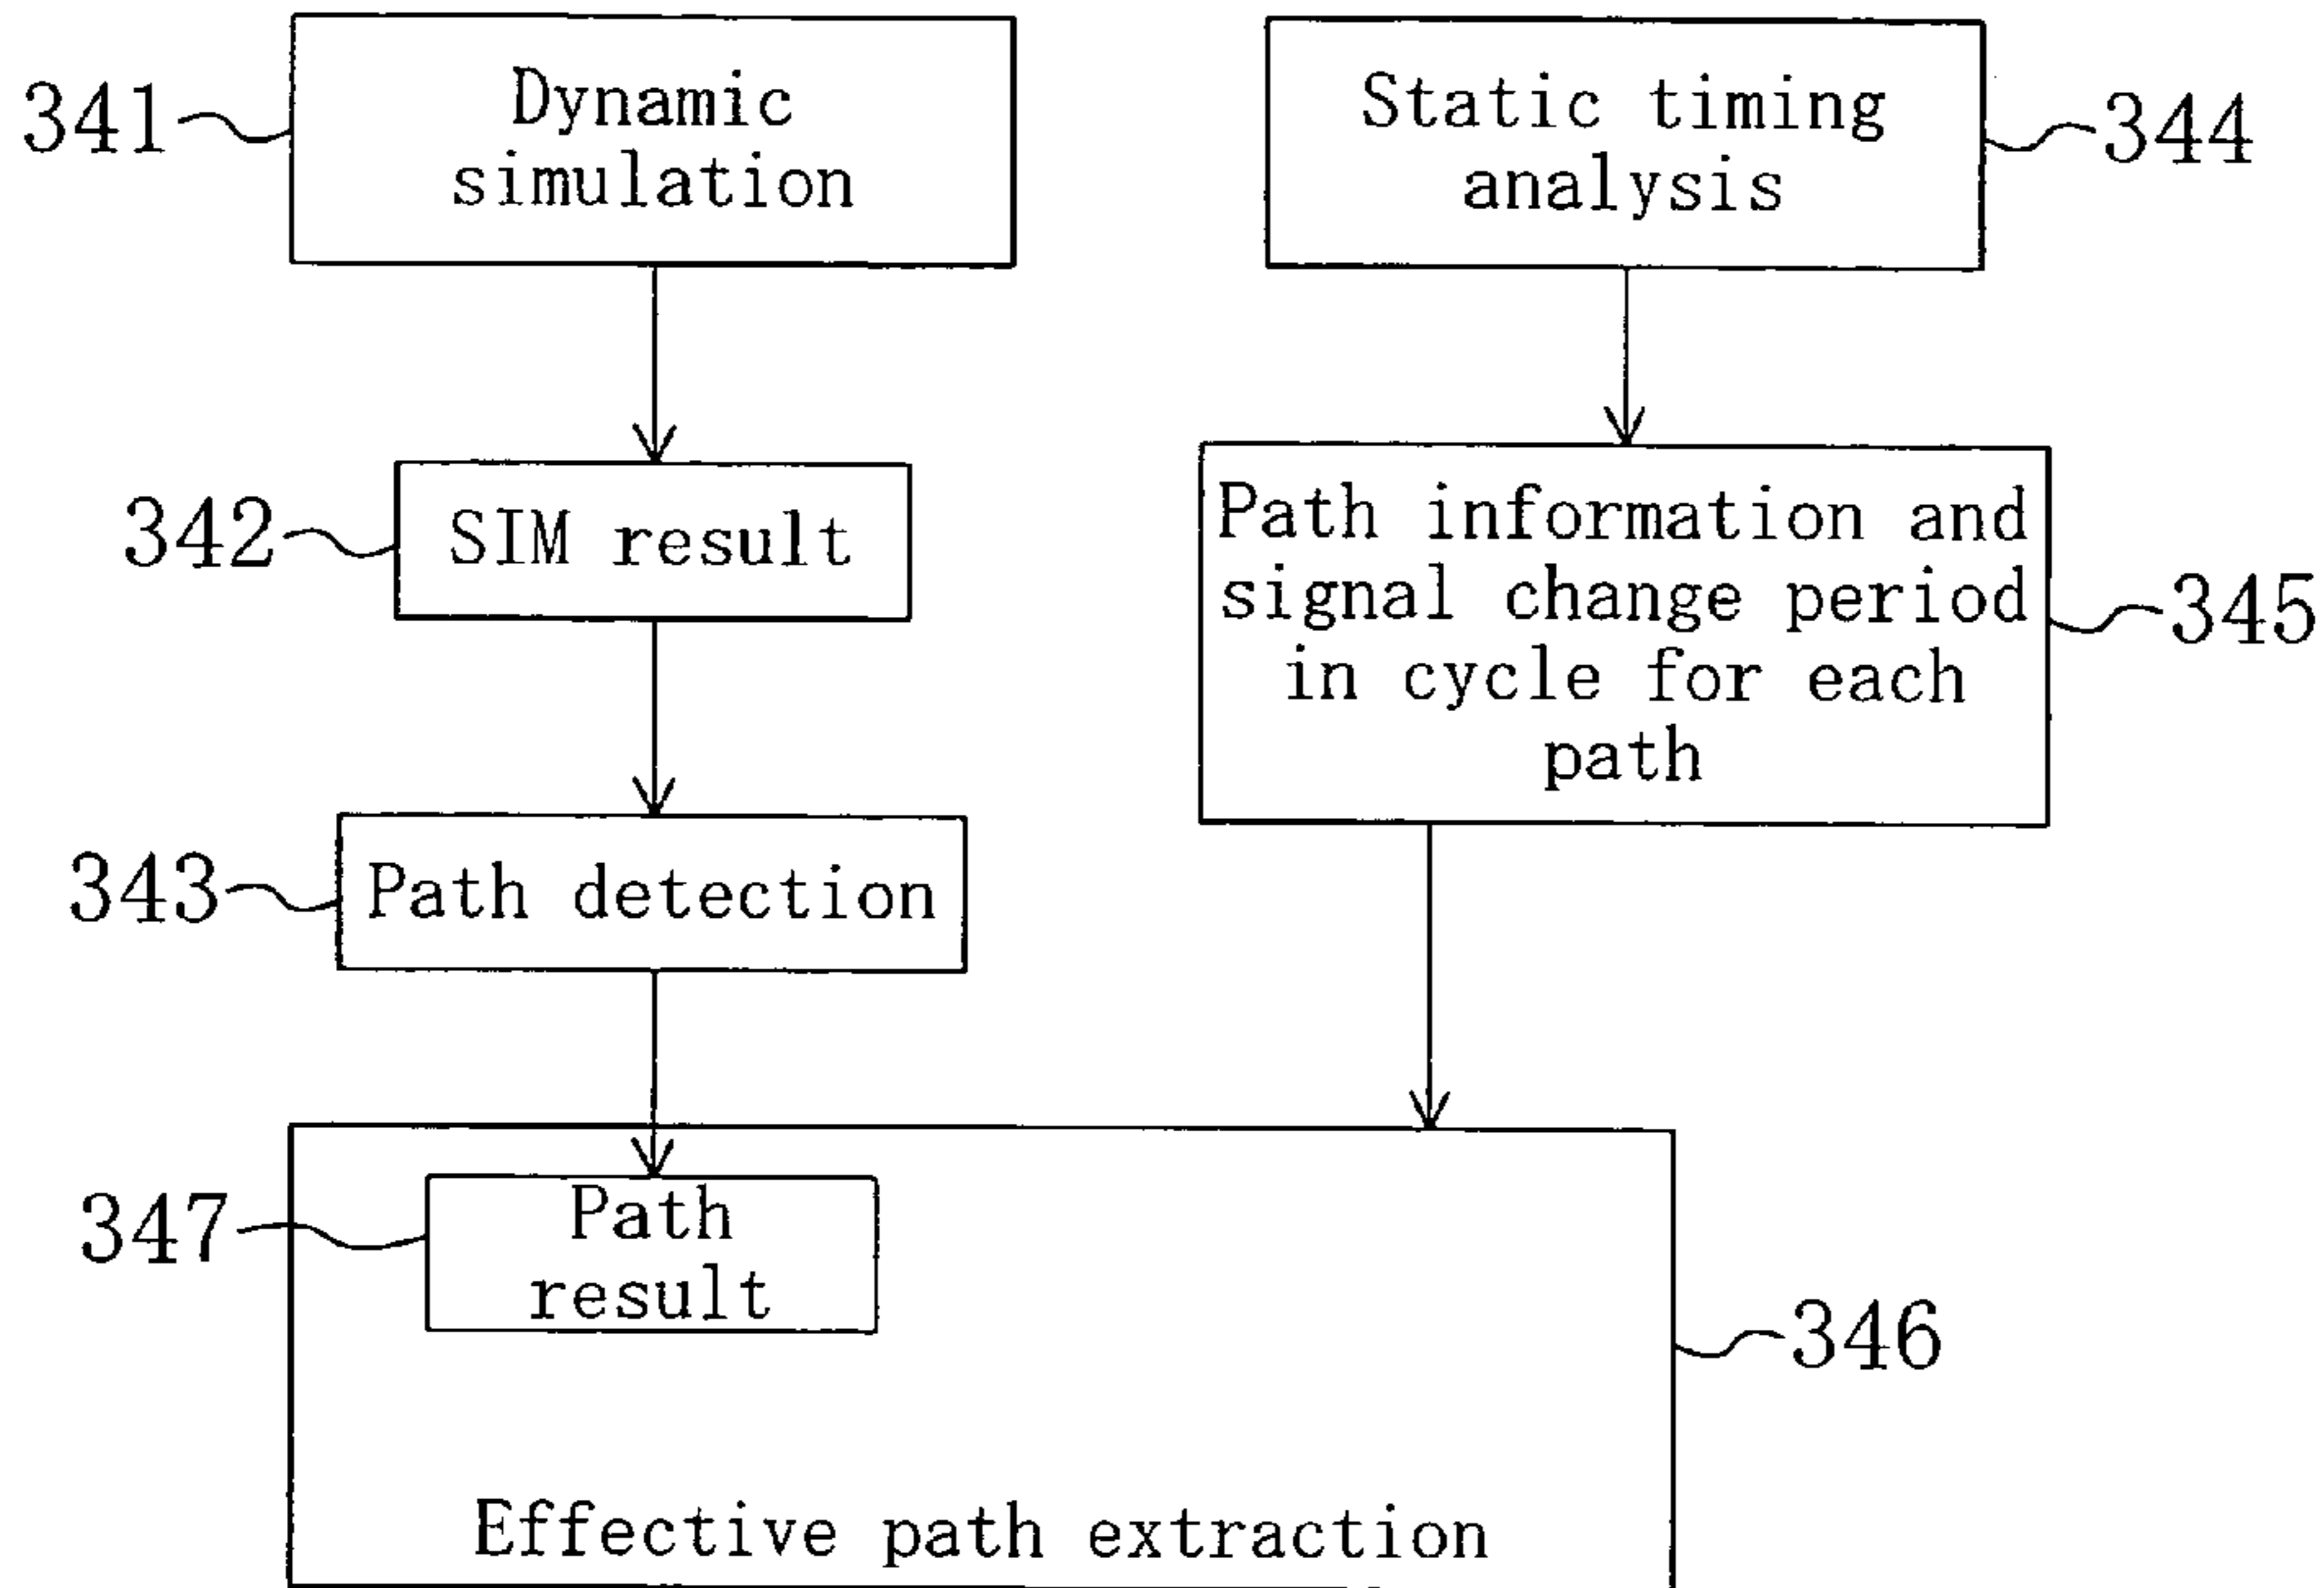 341
Dynamic
simulation
Static timing
analysis
344
342
SIM result
Path information and
signal change period
in cycle for each
path
345
343
Path detection
347
Path
result
346
Effective path extraction